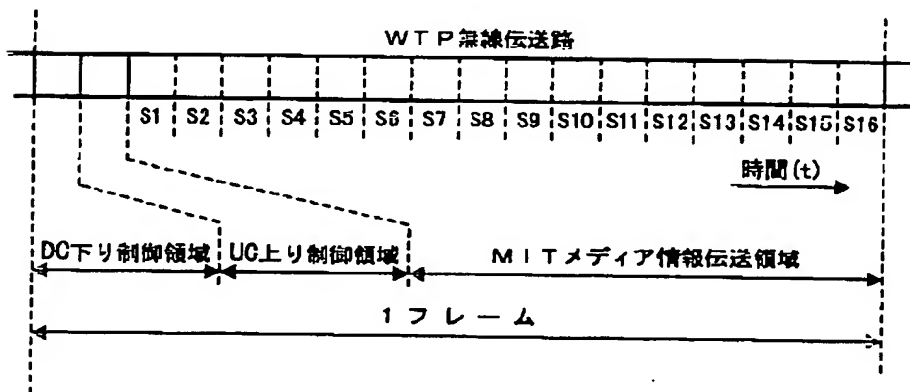 WTP無線伝送路
S1 S2 S3 S4 S5 S6 S7 S8 S9 S10 S11 S12 S13 S14 S15 S16
時間(t)
DC下り制御領域 UC上り制御領域 MITメディア情報伝送領域
1フレーム